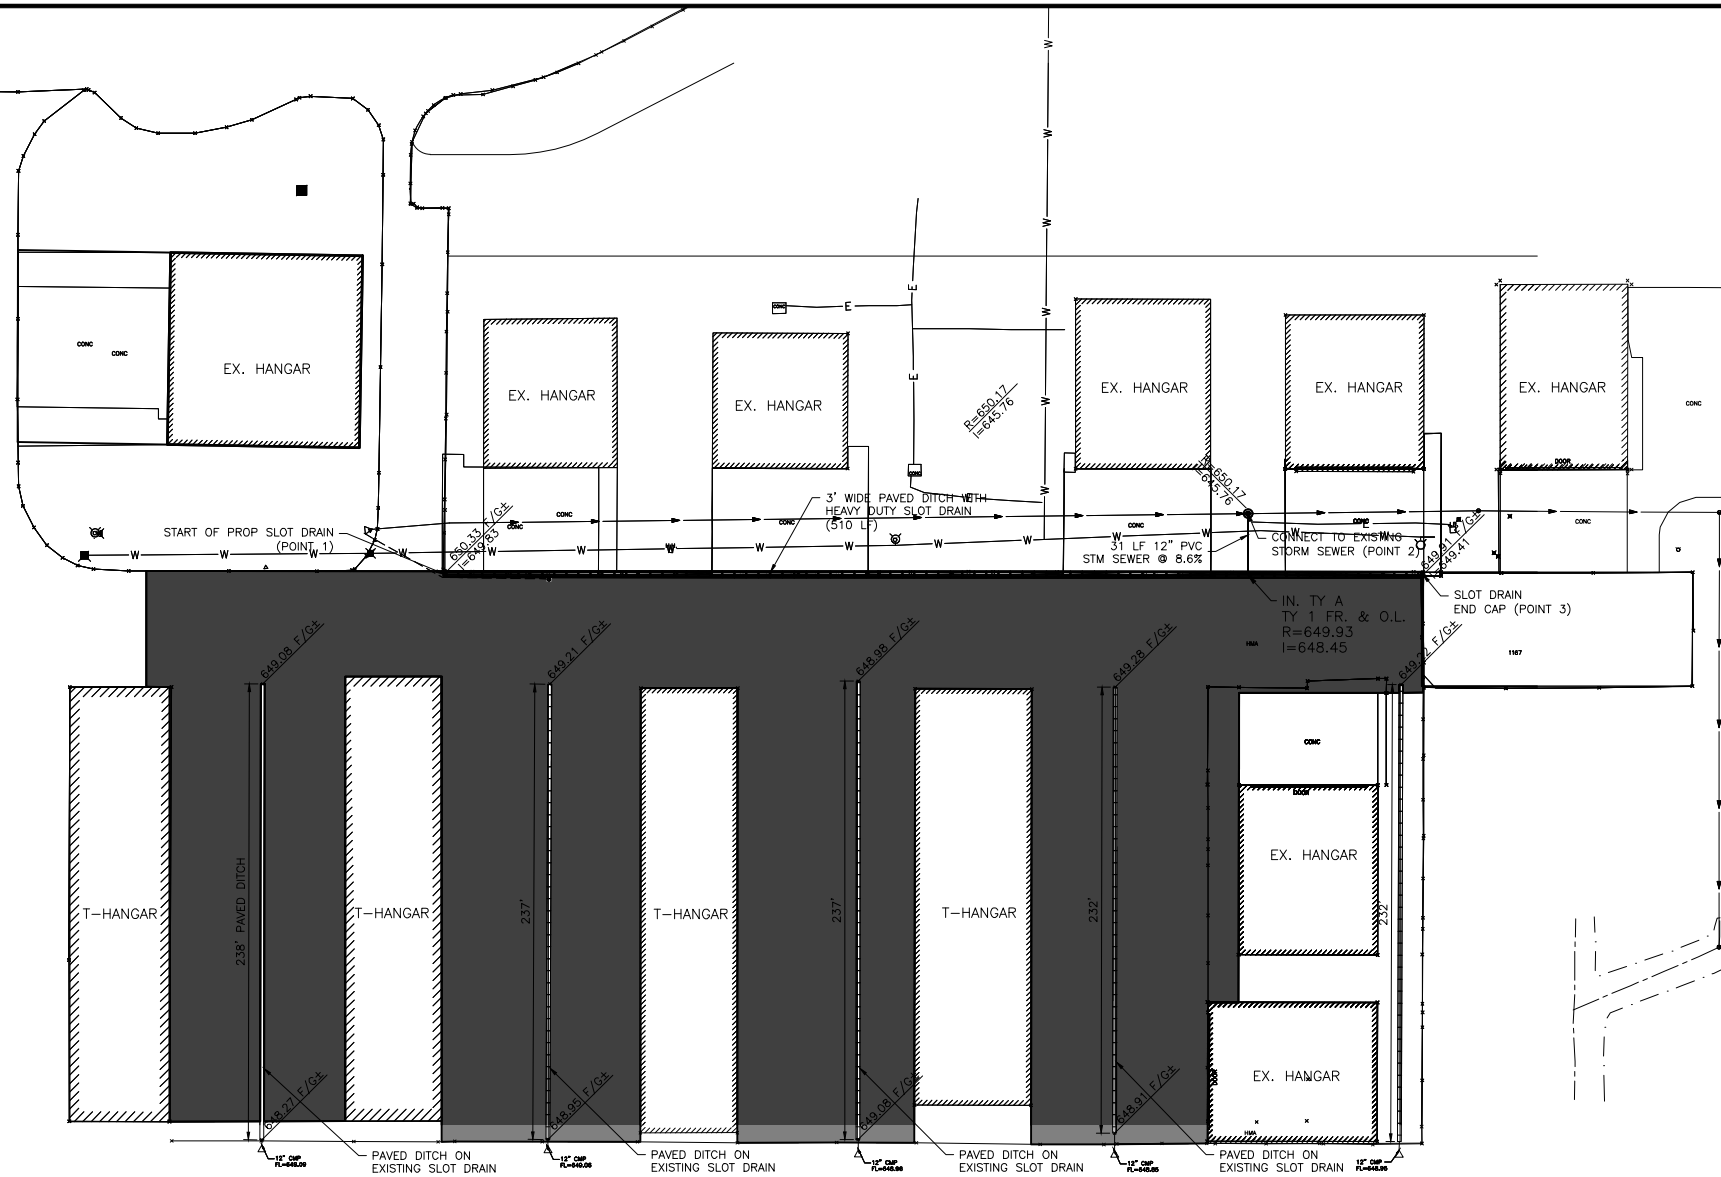 CONC
CONC
EX. HANGAR
EX. HANGAR
EX. HANGAR
EX. HANGAR
EX. HANGAR
EX. HANGAR
CONC
CONC
E
E
E
W
W
W
W
W
W
R=650.17
I=645.76
R=650.17
I=645.76
CONC
DOOR
START OF PROP SLOT DRAIN
(POINT 1)
650.33 F/G±
I=649.83
CONC
CONC
CONC
3' WIDE PAVED DITCH WITH
HEAVY DUTY SLOT DRAIN
(510 LF)
E
CONC
CONC
E
CONC
CONNECT TO EXISTING
STORM SEWER (POINT 2)
31 LF 12" PVC
STM SEWER @ 8.6%
649.91 F/G±
I=649.41
W
W
W
W
W
W
W
W
W
W
W
W
W
SLOT DRAIN
END CAP (POINT 3)
IN. TY A
TY 1 FR. & O.L.
R=649.93
I=648.45
HMA
1167
649.08 F/G±
649.21 F/G±
648.98 F/G±
649.28 F/G±
CONC
DOOR
EX. HANGAR
238' PAVED DITCH
237'
237'
232'
232'
T-HANGAR
T-HANGAR
T-HANGAR
T-HANGAR
648.27 F/G±
648.95 F/G±
649.08 F/G±
648.91 F/G±
DOOR
EX. HANGAR
HMA
PAVED DITCH ON
EXISTING SLOT DRAIN
PAVED DITCH ON
EXISTING SLOT DRAIN
PAVED DITCH ON
EXISTING SLOT DRAIN
PAVED DITCH ON
EXISTING SLOT DRAIN
12" CMP
12" CMP
12" CMP
12" CMP
12" CMP